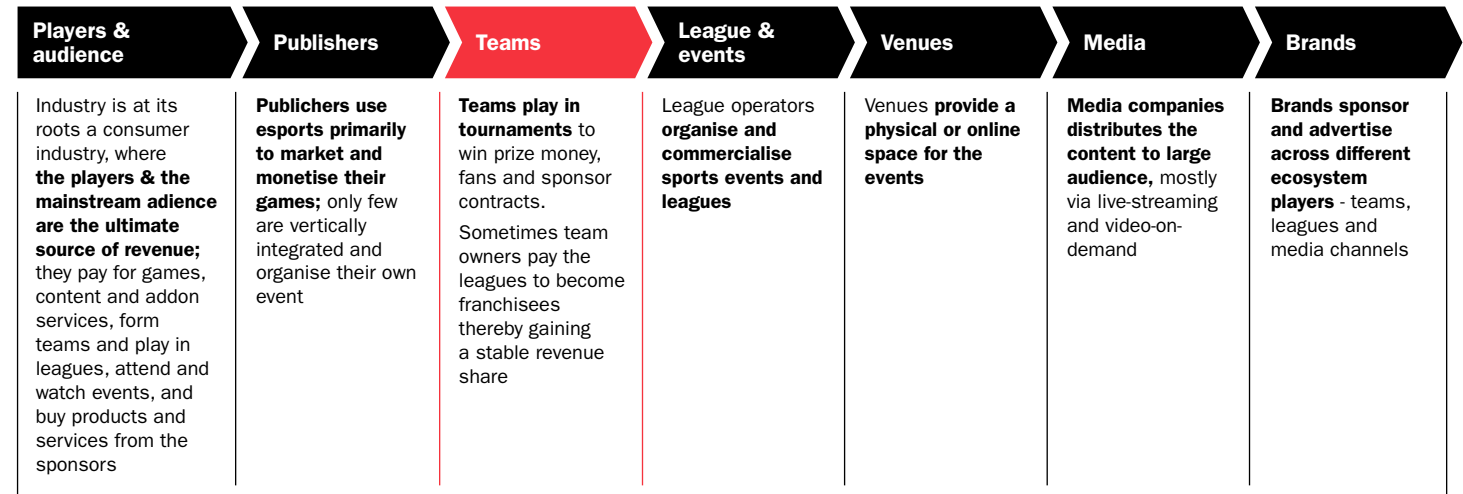 Players &
audience
Publishers
Teams
League &
events
Venues
Media
Brands
Industry is at its
roots a consumer
industry, where
the players & the
mainstream adience
are the ultimate
source of revenue;
they pay for games,
content and addon
services, form
teams and play in
leagues, attend and
watch events, and
buy products and
services from the
sponsors
Publichers use
esports primarily
to market and
monetise their
games; only few
are vertically
integrated and
organise their own
event
Teams play in
tournaments to
win prize money,
fans and sponsor
contracts.
Sometimes team
owners pay the
leagues to become
franchisees
thereby gaining
a stable revenue
share
League operators
organise and
commercialise
sports events and
leagues
Venues provide a
physical or online
space for the
events
Media companies
distributes the
content to large
audience, mostly
via live-streaming
and video-on-
demand
Brands sponsor
and advertise
across different
ecosystem
players - teams,
leagues and
media channels